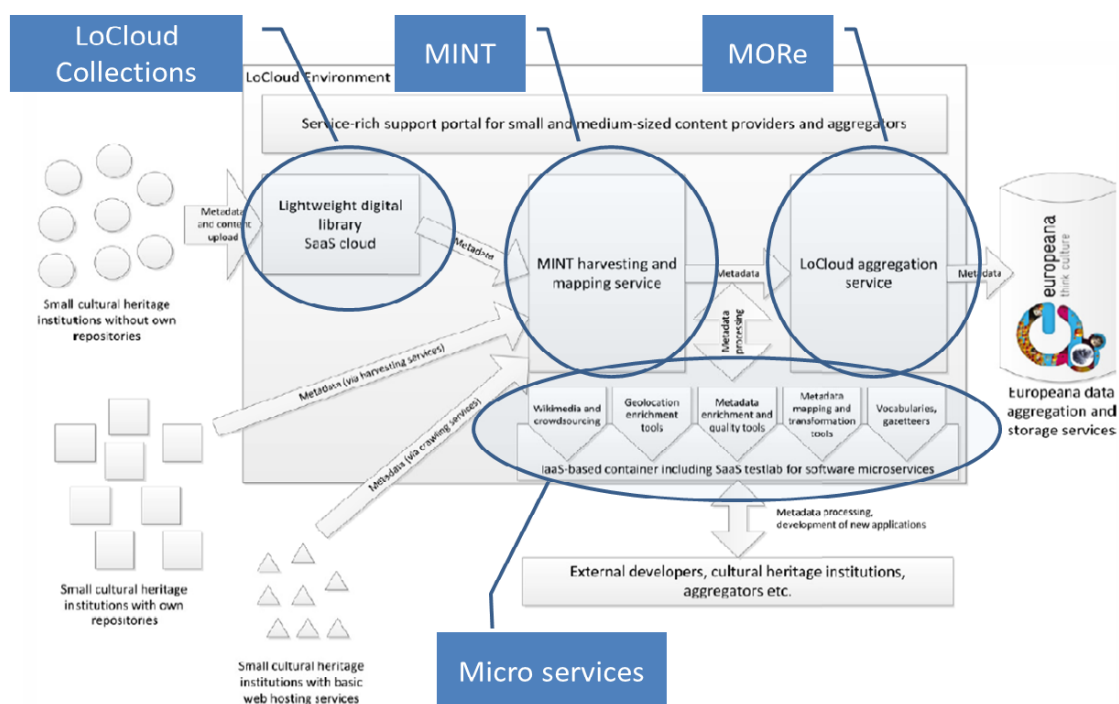 LoCloud
Collections
MINT
MORe
LoCloud Environment
Service-rich support portal for small and medium-sized content providers and aggregators
Metadata
and content
upload
Lightweight digital
library
SaaS cloud
Metadata
MINT harvesting and
mapping service
Metadata
LoCloud aggregation
service
Metadata
europeana
think culture
Small cultural heritage
institutions without own
repositories
Metadata
processing
Metadata (via harvesting services)
Metadata (via crawling services)
Europeana data
aggregation and
storage services
Wikimedia and
crowdsourcing
Geolocation
enrichment
tools
Metadata
enrichment and
quality tools
Metadata
mapping and
transformation
tools
Vocabularies,
gazetteers
IaaS-based container including SaaS testlab for software microservices
Metadata processing,
development of new applications
External developers, cultural heritage institutions,
aggregators etc.
Small cultural heritage
institutions with own
repositories
Small cultural heritage
institutions with basic
web hosting services
Micro services